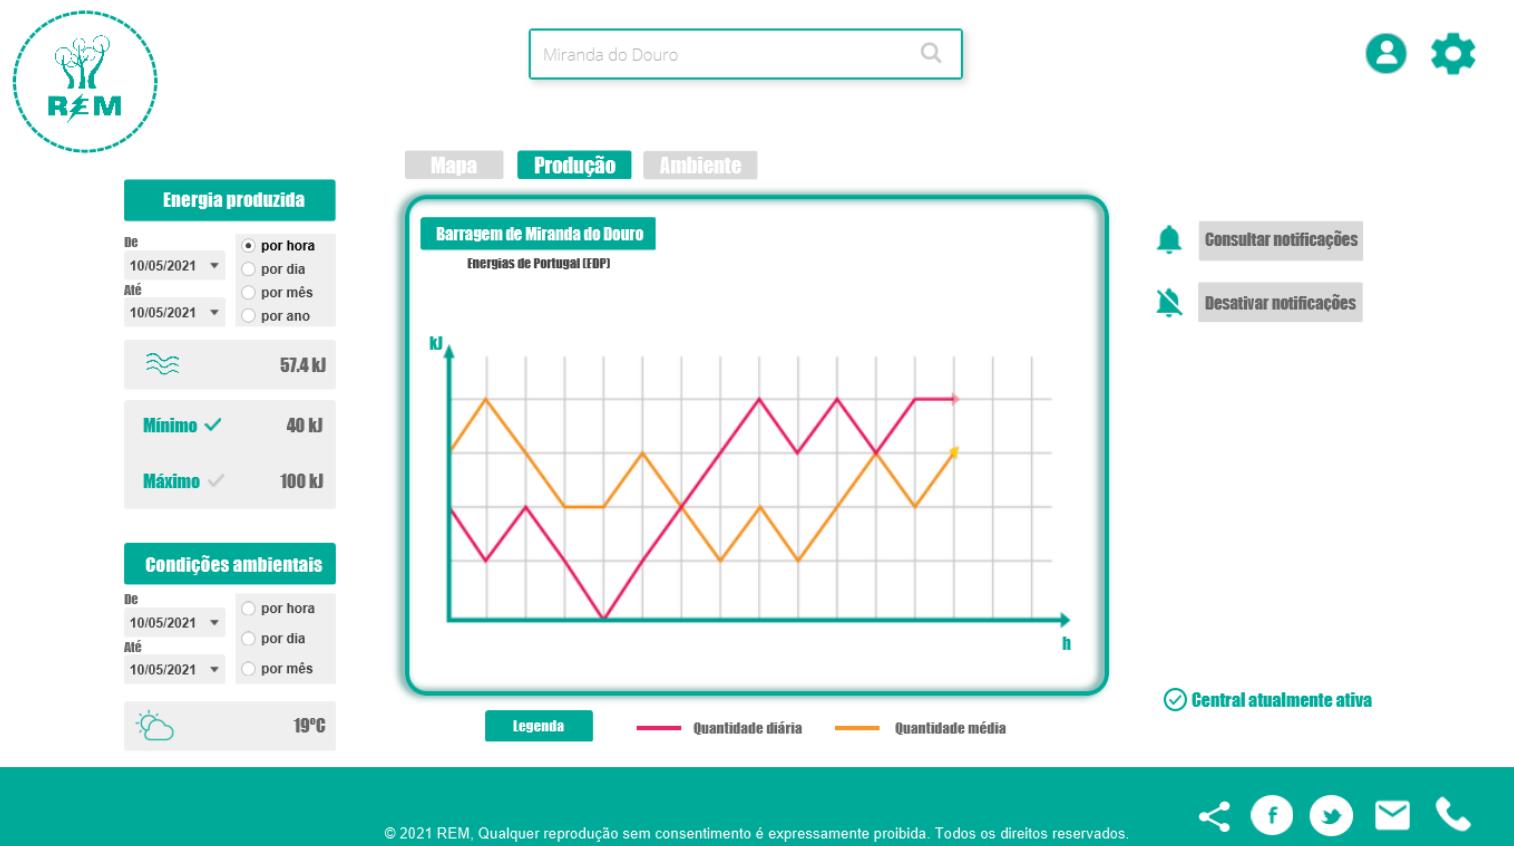 REM
Miranda do Douro
Mapa
Produção
Ambiente
Energia produzida
De
10/05/2021
Até
10/05/2021
por hora
por dia
por mês
por ano
57.4 kJ
Mínimo
40 kJ
Máximo
100 kJ
Condições ambientais
De
10/05/2021
Até
10/05/2021
por hora
por dia
por mês
19ºC
Barragem de Miranda do Douro
Energias de Portugal (EDP)
kJ
h
Legenda
Quantidade diária
Quantidade média
Consultar notificações
Desativar notificações
Central atualmente ativa
© 2021 REM, Qualquer reprodução sem consentimento é expressamente proibida. Todos os direitos reservados.